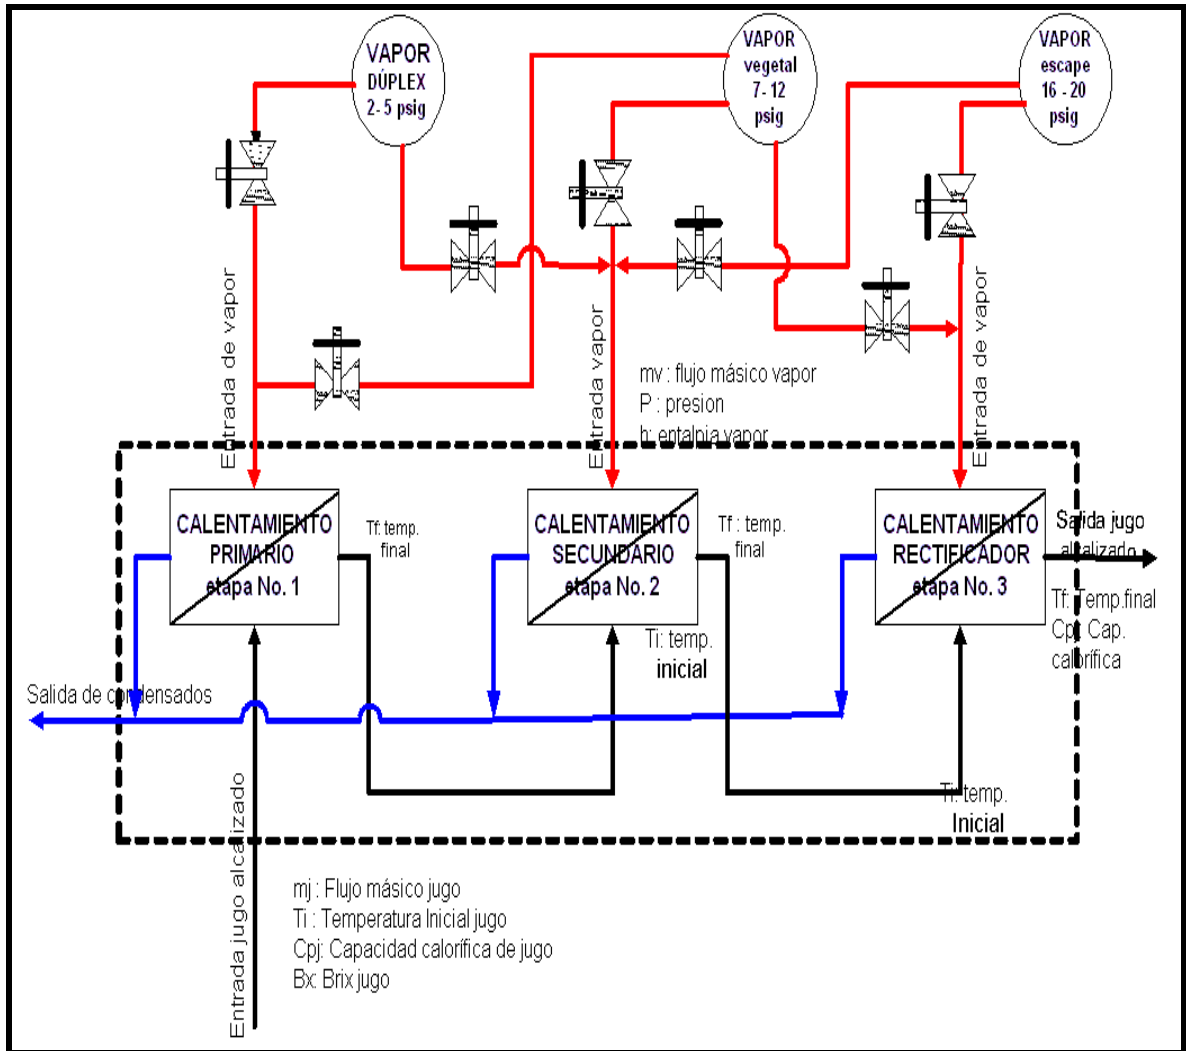 VAPOR
DÚPLEX
2- 5 psig
VAPOR
vegetal
7- 12
psig
VAPOR
escape
16 - 20
psig
Entrada de vapor
Entrada vapor
Entrada de vapor
mv : flujo másico vapor
P : presion
h: entalpia vapor
CALENTAMIENTO
PRIMARIO
etapa No. 1
Tf: temp.
final
CALENTAMIENTO
SECUNDÁRIO
etapa No. 2
Tf : temp.
final
CALENTAMIENTO
RECTIFICADOR
etapa No. 3
Salida jugo
alcalizado
Tf: Temp.final
Cp: Cap.
calorífica
Ti: temp.
inicial
Salida de condensados
Ti: temp.
Inicial
Entrada jugo alcalizado
mj : Flujo másico jugo
Ti : Temperatura Inicial jugo
Cpj: Capacidad calorífica de jugo
Bx: Brix jugo